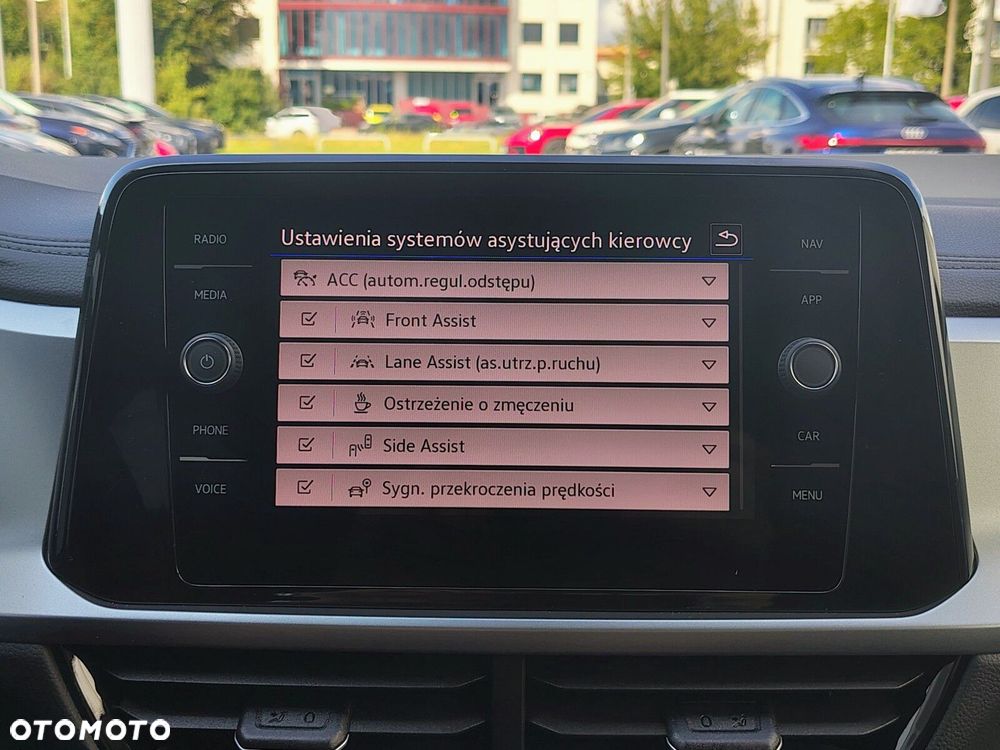 RADIO
MEDIA
PHONE
VOICE
Ustawienia systemów asystujących kierowcy
ACC (autom.regul.odstępu)
Front Assist
Lane Assist (as.utrz.p.ruchu)
Ostrzeżenie o zmęczeniu
Side Assist
Sygn. przekroczenia prędkości
NAV
APP
CAR
MENU
OTOMOTO